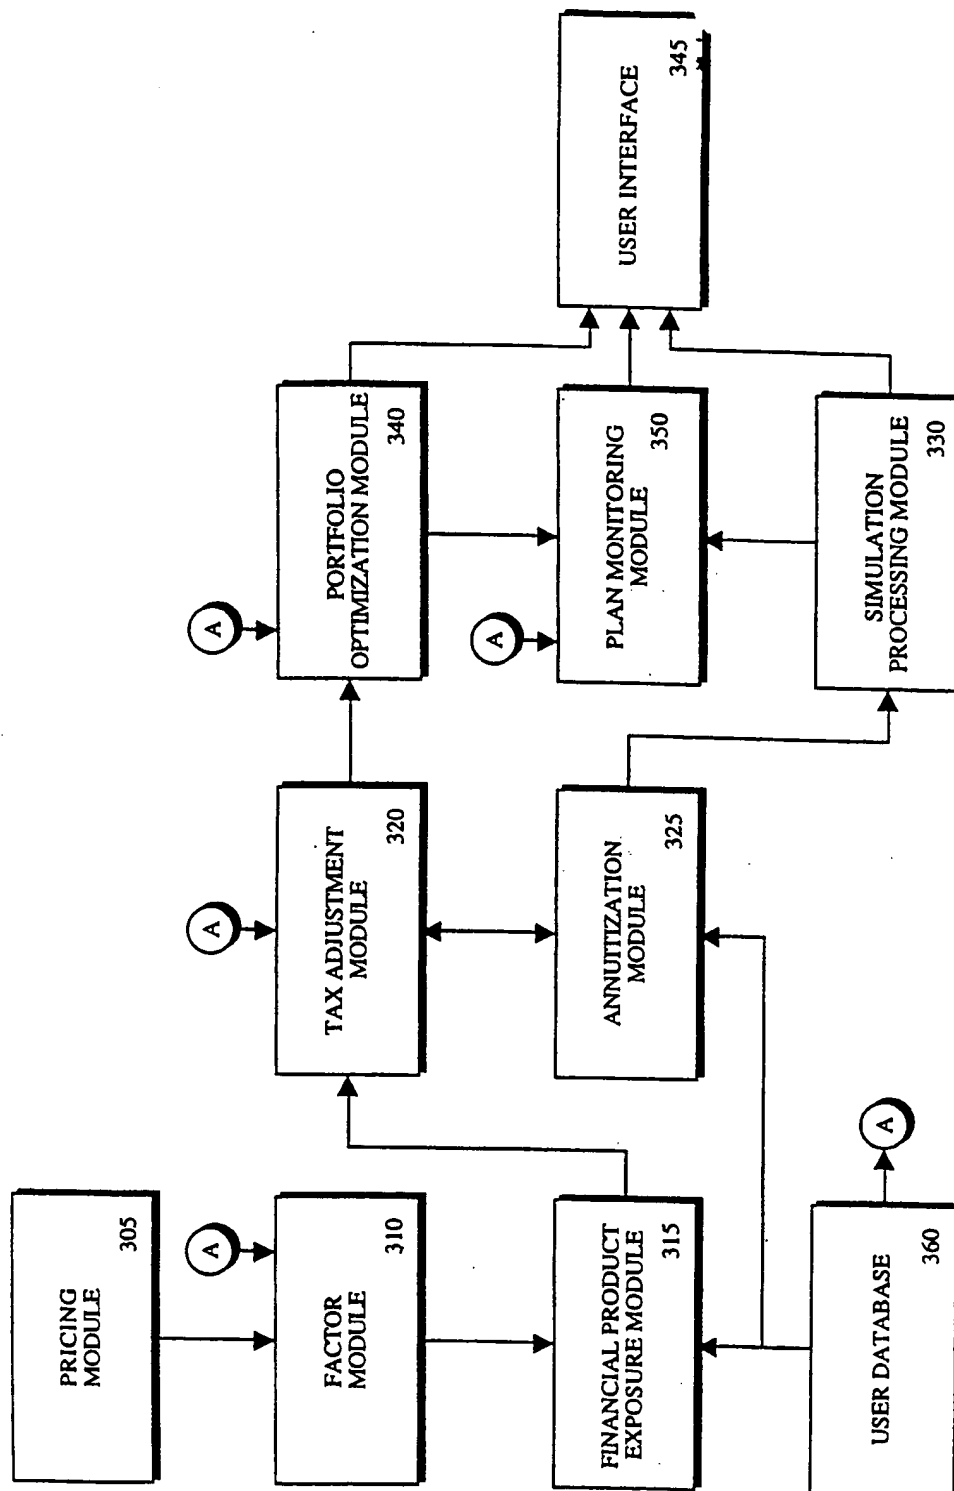 PRICING
MODULE
305
A
FACTOR
MODULE
310
FINANCIAL PRODUCT
EXPOSURE MODULE
315
USER DATABASE
360
A
A
TAX ADJUSTMENT
MODULE
320
ANNUITIZATION
MODULE
325
A
PORTFOLIO
OPTIMIZATION MODULE
340
A
PLAN MONITORING
MODULE
350
SIMULATION
PROCESSING MODULE
330
USER INTERFACE
345